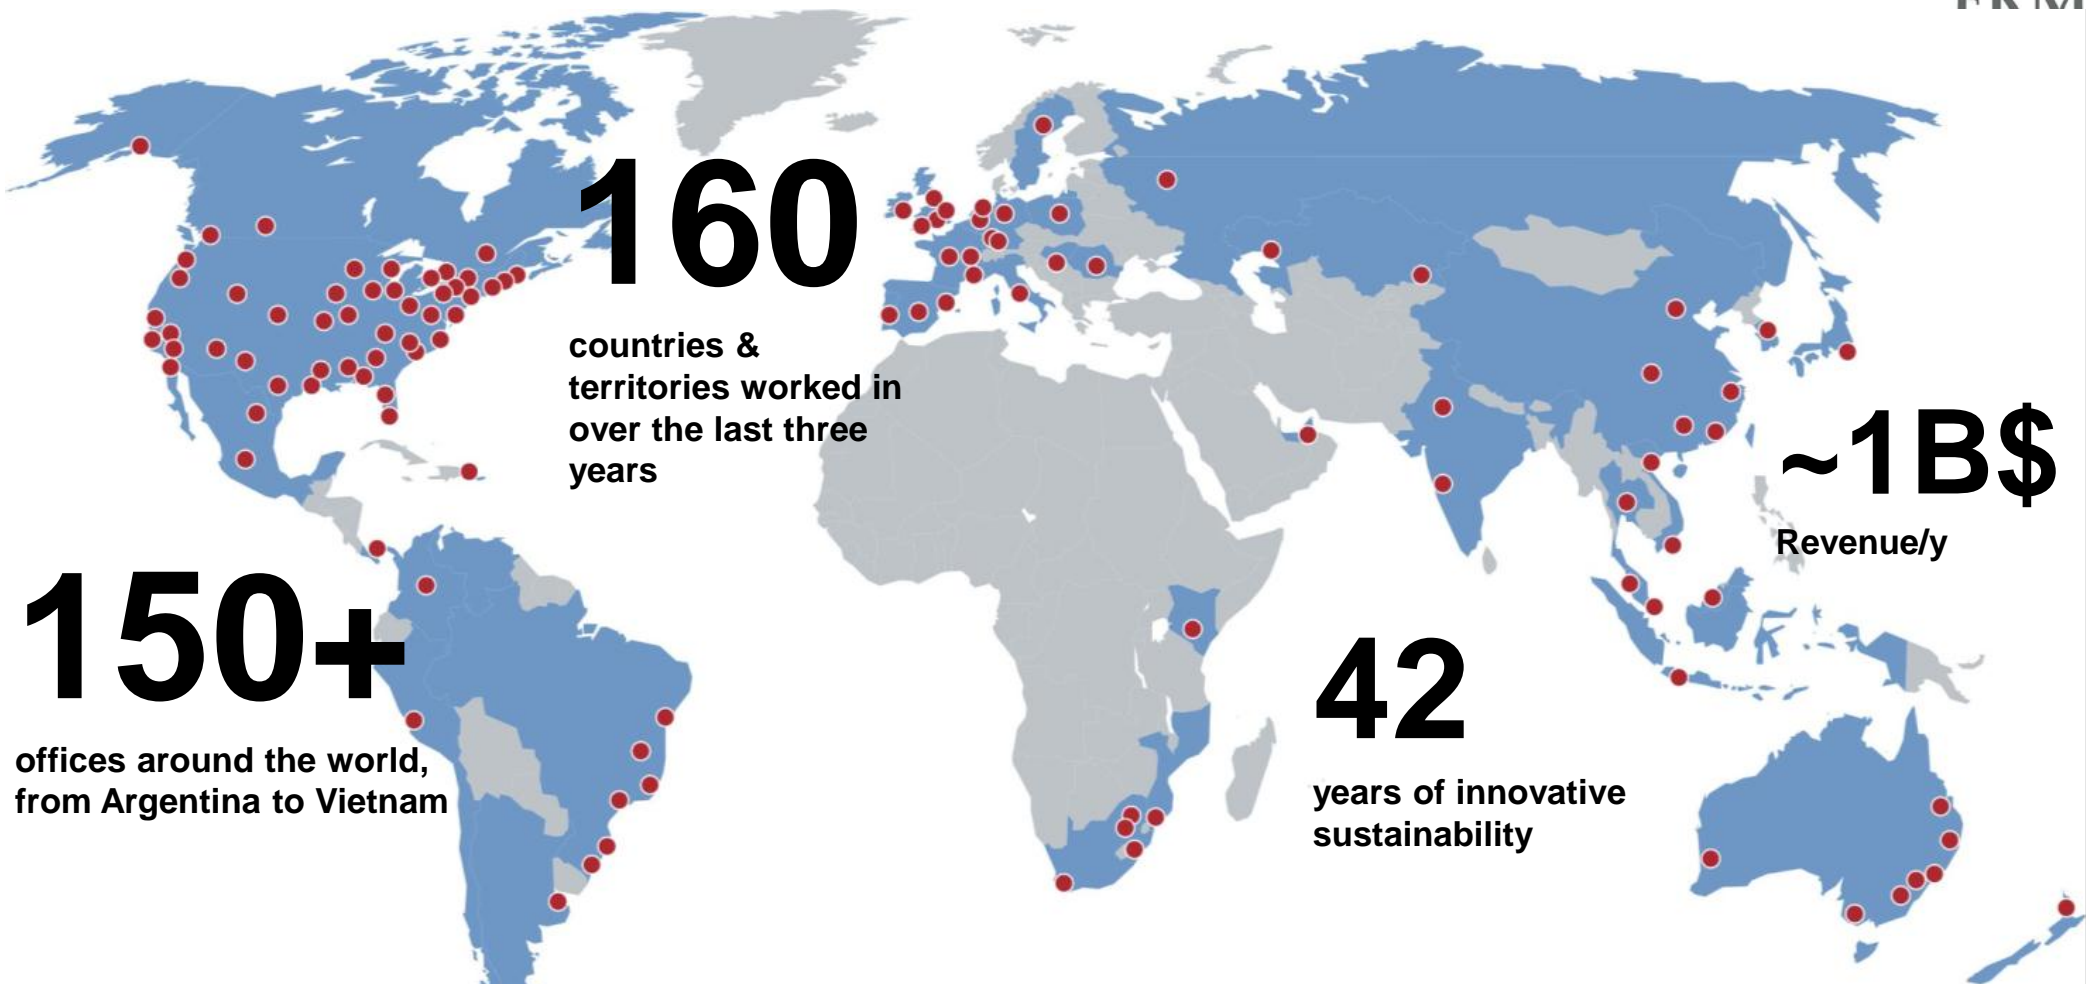 160
countries &
territories worked in
over the last three
years
~1B$
Revenue/y
150+
offices around the world,
from Argentina to Vietnam
42
years of innovative
sustainability